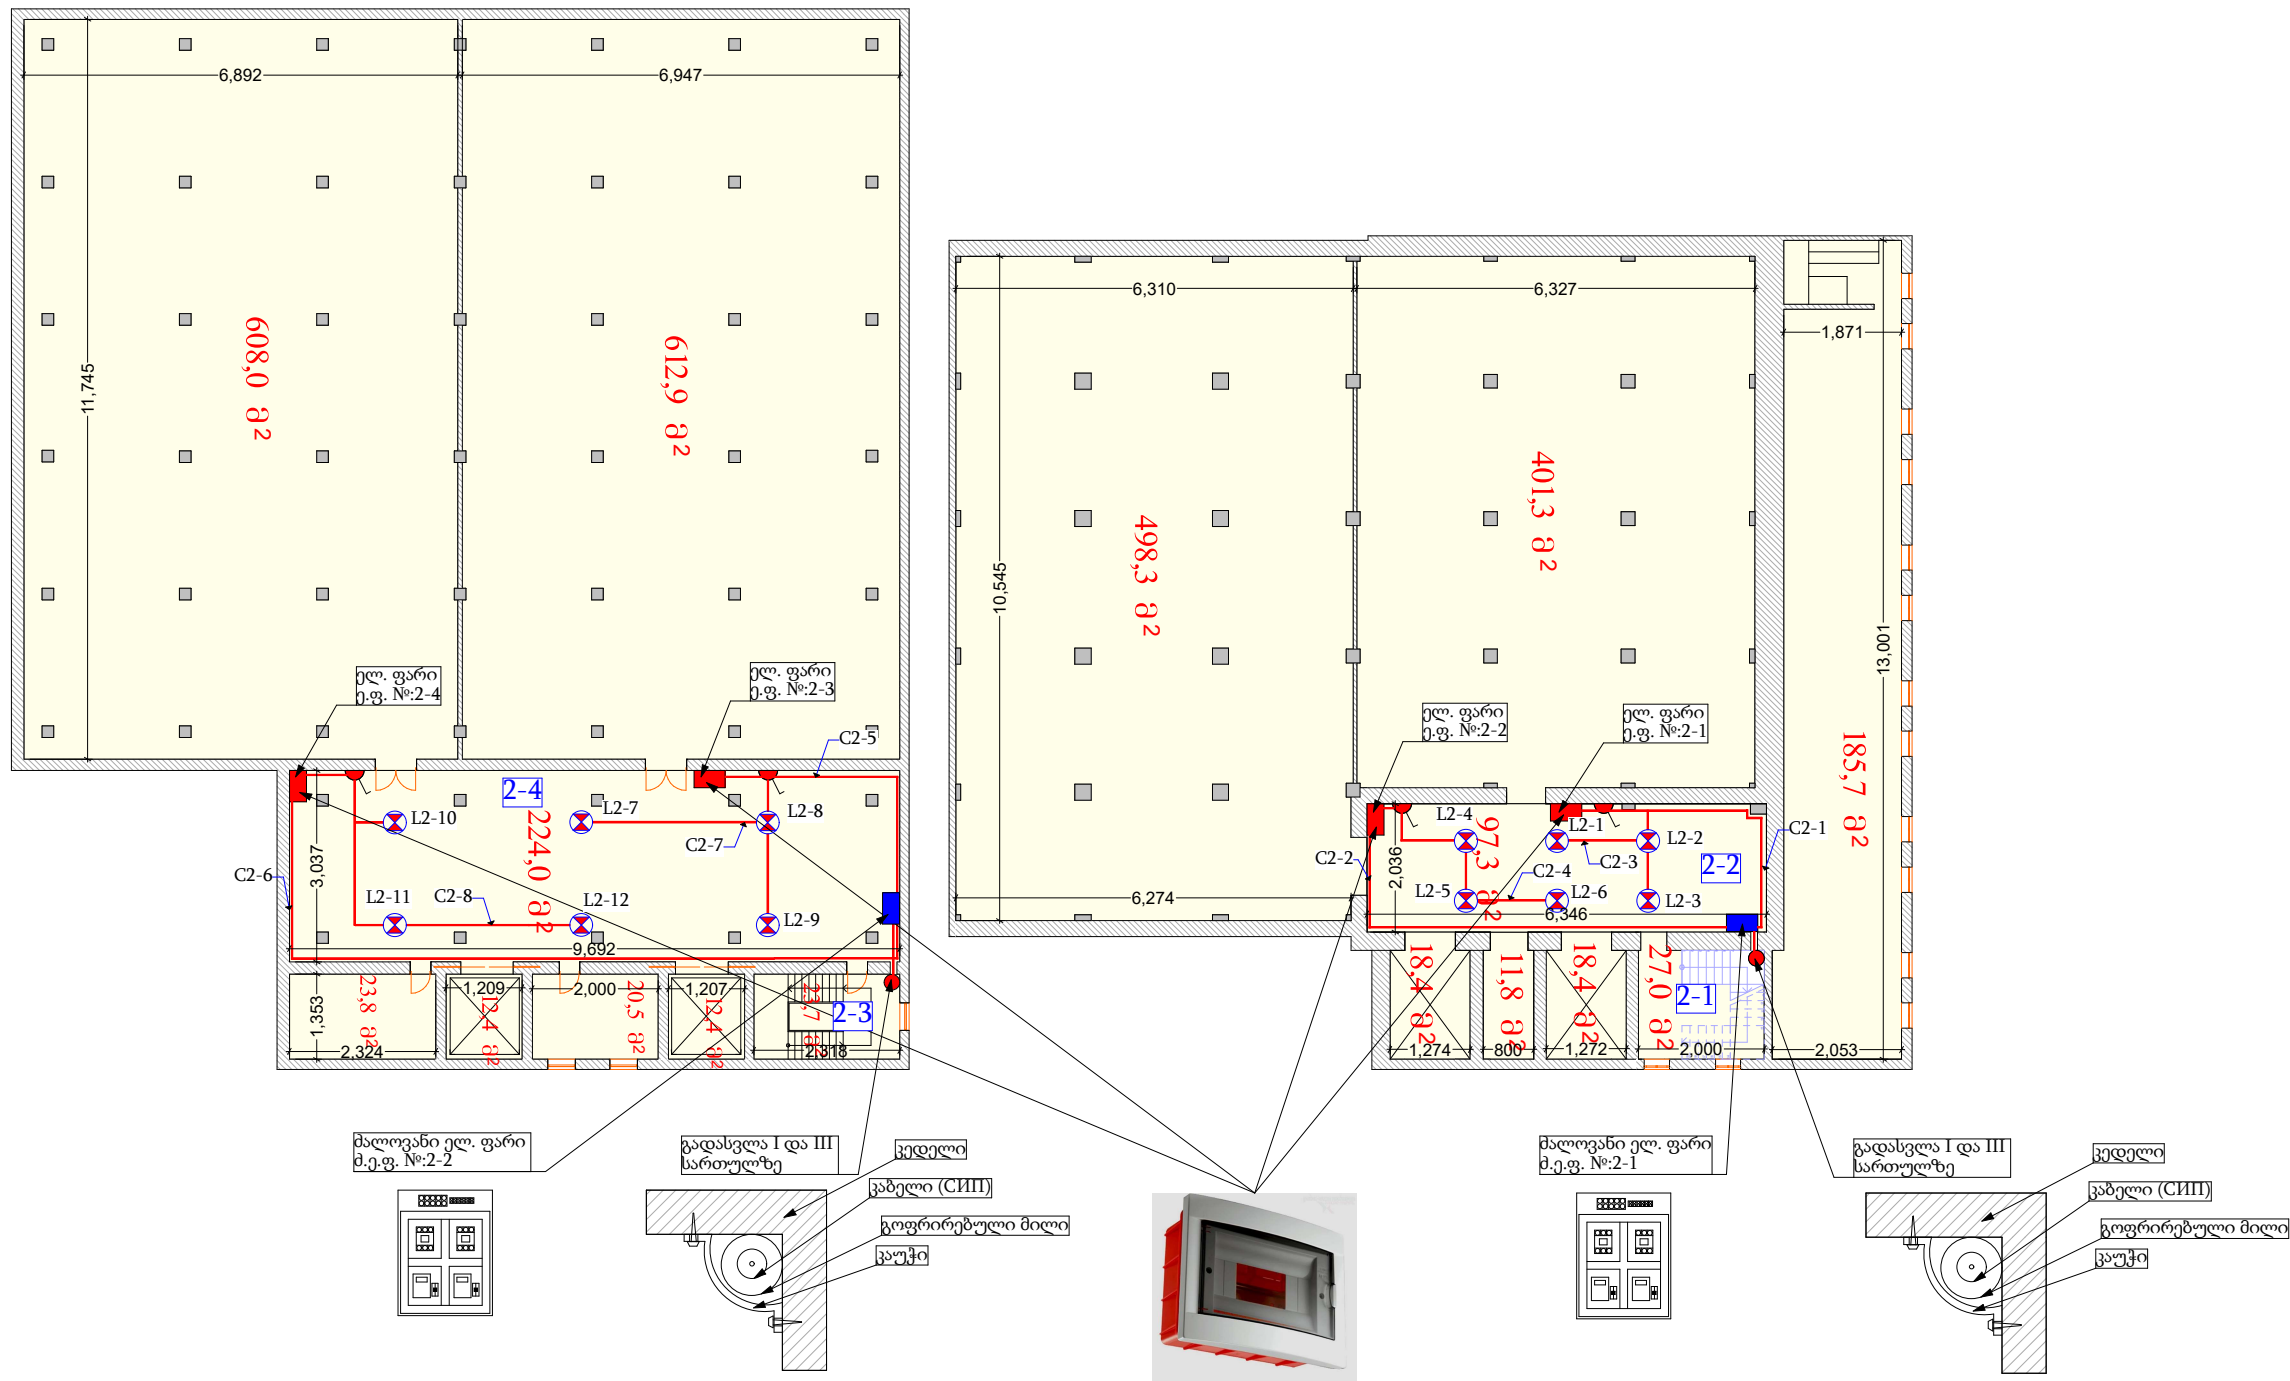 6,892
6,947
11,745
608,0 მ²
612,9 მ²
ელ. ფარი
ე.ფ. №:2-4
ელ. ფარი
ე.ფ. №:2-3
C2-5
2-4
L2-10
L2-7
L2-8
C2-7
224,0 მ²
3,037
C2-6
L2-11
C2-8
L2-12
L2-9
9,692
23,8 მ²
1,353
2,324
1,209
12,4 მ²
2,000
20,5 მ²
1,207
12,4 მ²
23,7 მ²
2-3
2,318
6,310
6,327
1,871
10,545
498,3 მ²
401,3 მ²
13,001
185,7 მ²
ელ. ფარი
ე.ფ. №:2-2
ელ. ფარი
ე.ფ. №:2-1
L2-4
97,3 მ²
L2-1
L2-2
C2-1
C2-3
C2-2
2,036
2-2
C2-4
L2-5
L2-6
L2-3
6,274
6,346
18,4 მ²
11,8 მ²
18,4 მ²
27,0 მ²
2-1
1,274
800
1,272
2,000
2,053
ძალოვანი ელ. ფარი
ძ.ე.ფ. №:2-2
გადასვლა I და III
სართულზე
კედელი
კაბელი (СИП)
გოფრირებული მილი
კაუჭი
ძალოვანი ელ. ფარი
ძ.ე.ფ. №:2-1
გადასვლა I და III
სართულზე
კედელი
კაბელი (СИП)
გოფრირებული მილი
კაუჭი